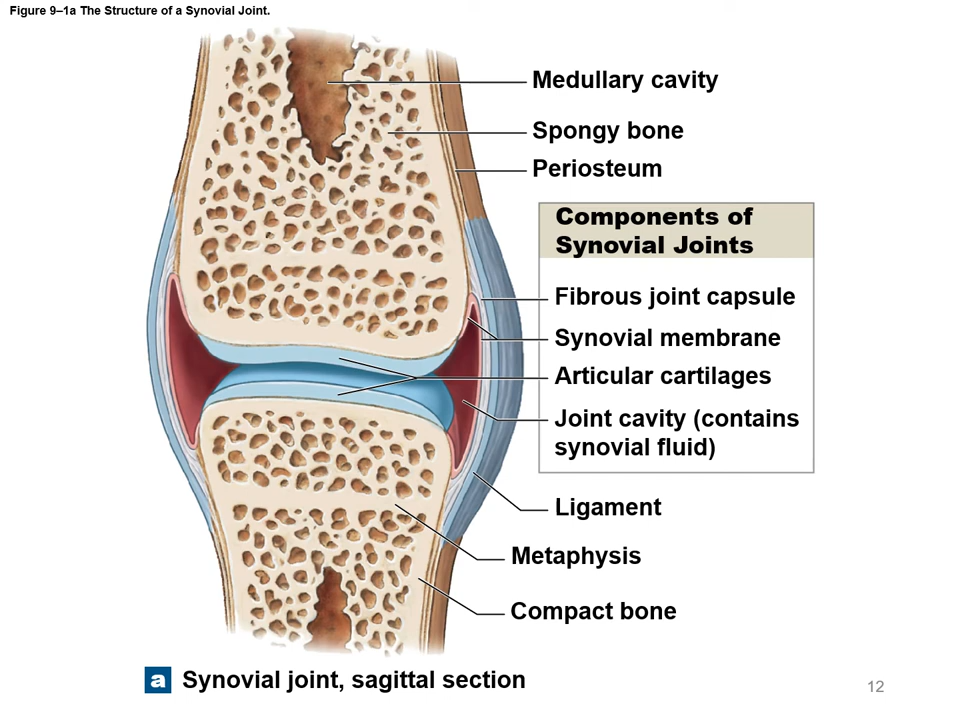 Figure 9–1a The Structure of a Synovial Joint.
Medullary cavity
Spongy bone
Periosteum
Components of
Synovial Joints
Fibrous joint capsule
Synovial membrane
Articular cartilages
Joint cavity (contains
synovial fluid)
Ligament
Metaphysis
Compact bone
a Synovial joint, sagittal section
12